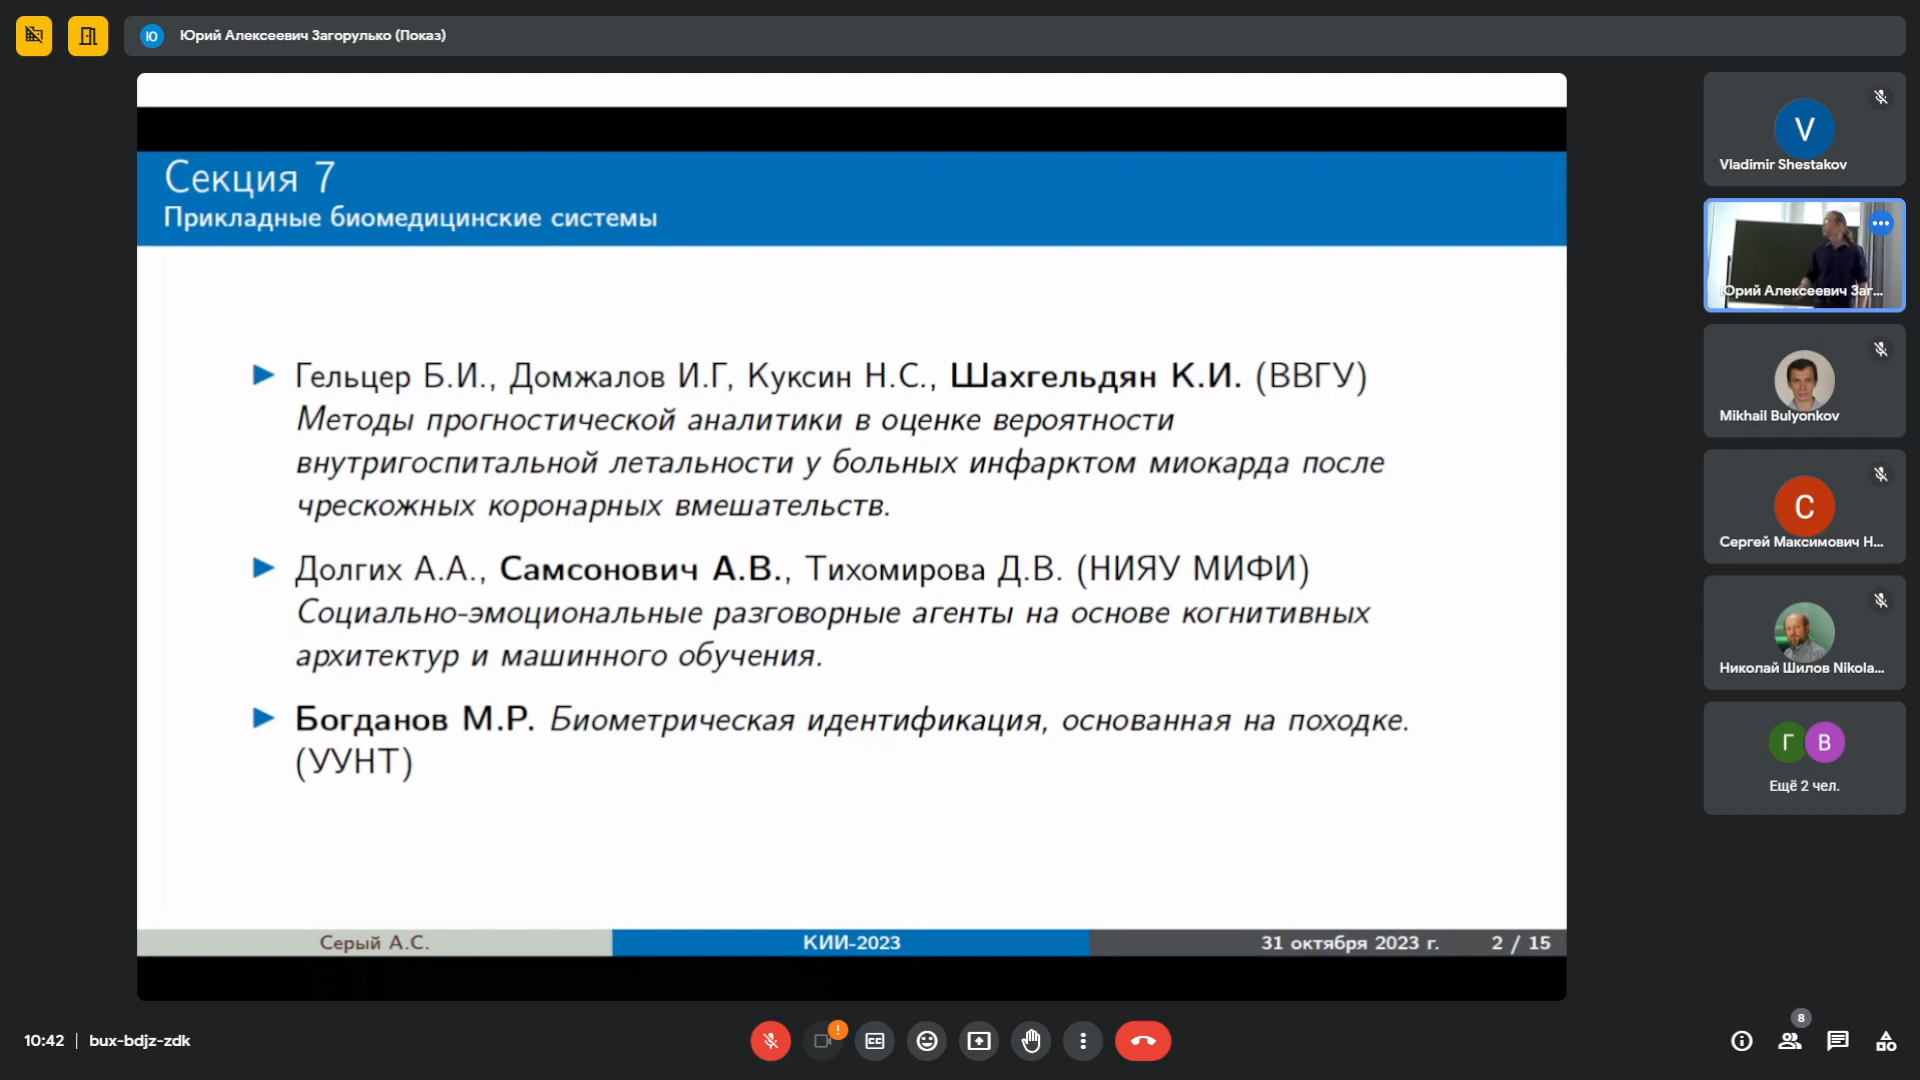 Ю Юрий Алексеевич Загорулько (Показ)
Секция 7
Прикладные биомедицинские системы
Гельцер Б.И., Домжалов И.Г, Куксин Н.С., Шахгельдян К.И. (ВВГУ)
Методы прогностической аналитики в оценке вероятности
внутригоспитальной летальности у больных инфарктом миокарда после
чрескожных коронарных вмешательств.
Долгих А.А., Самсонович А.В., Тихомирова Д.В. (НИЯУ МИФИ)
Социально-эмоциональные разговорные агенты на основе когнитивных
архитектур и машинного обучения.
Богданов М.Р. Биометрическая идентификация, основанная на походке.
(УУНТ)
Серый А.С. КИИ-2023 31 октября 2023 г. 2 / 15
V
Vladimir Shestakov
Юрий Алексеевич Заг...
Mikhail Bulyonkov
С
Сергей Максимович Н...
Николай Шилов Nikola...
Г В
Ещё 2 чел.
10:42 | bux-bdjz-zdk
8